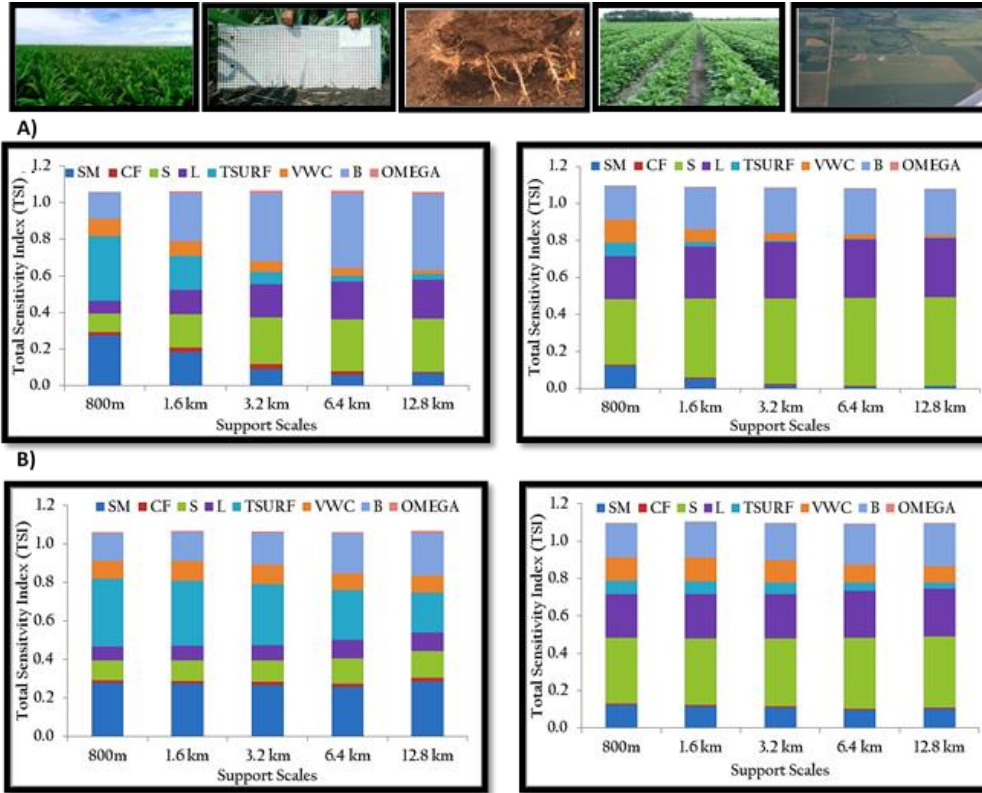 A)
1.2
1.0
0.8
0.6
0.4
0.2
0.0
Total Sensitivity Index (TSI)
SM CF S L TSURF VWC B OMEGA
800m 1.6 km 3.2 km 6.4 km 12.8 km
Support Scales
1.2
1.0
0.8
0.6
0.4
0.2
0.0
Total Sensitivity Index (TSI)
SM CF S L TSURF VWC B OMEGA
800m 1.6 km 3.2 km 6.4 km 12.8 km
Support Scales
B)
1.2
1.0
0.8
0.6
0.4
0.2
0.0
Total Sensitvity Index (TSI)
SM CF S L TSURF VWC B OMEGA
800m 1.6 km 3.2 km 6.4 km 12.8 km
Support Scales
1.2
1.0
0.8
0.6
0.4
0.2
0.0
Total Sensitivity Index (TSI)
SM CF S L TSURF VWC B OMEGA
800m 1.6 km 3.2 km 6.4 km 12.8 km
Support Scales